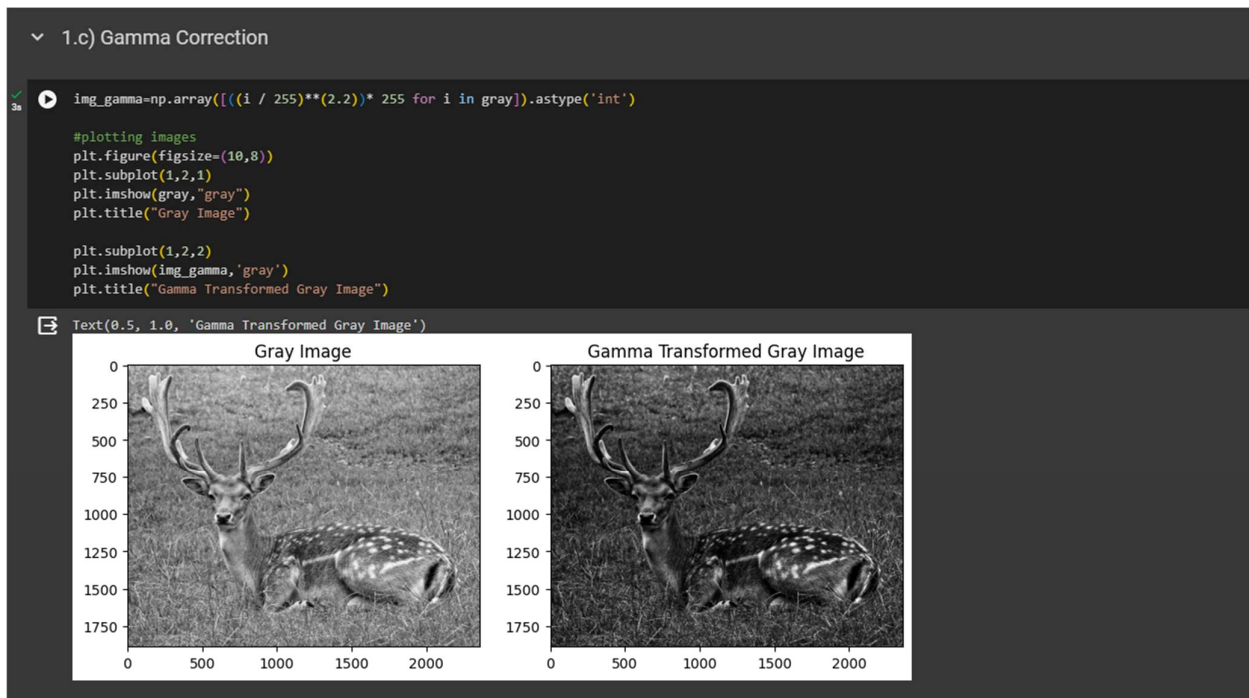 1.c) Gamma Correction
3s
img_gamma=np.array([((i / 255)**(2.2))* 255 for i in gray]).astype('int')
#plotting images
plt.figure(figsize=(10,8))
plt.subplot(1,2,1)
plt.imshow(gray,"gray")
plt.title("Gray Image")
plt.subplot(1,2,2)
plt.imshow(img_gamma,'gray')
plt.title("Gamma Transformed Gray Image")
Text(0.5, 1.0, 'Gamma Transformed Gray Image')
Gray Image
0
250
500
750
1000
1250
1500
1750
0 500 1000 1500 2000
Gamma Transformed Gray Image
0
250
500
750
1000
1250
1500
1750
0 500 1000 1500 2000